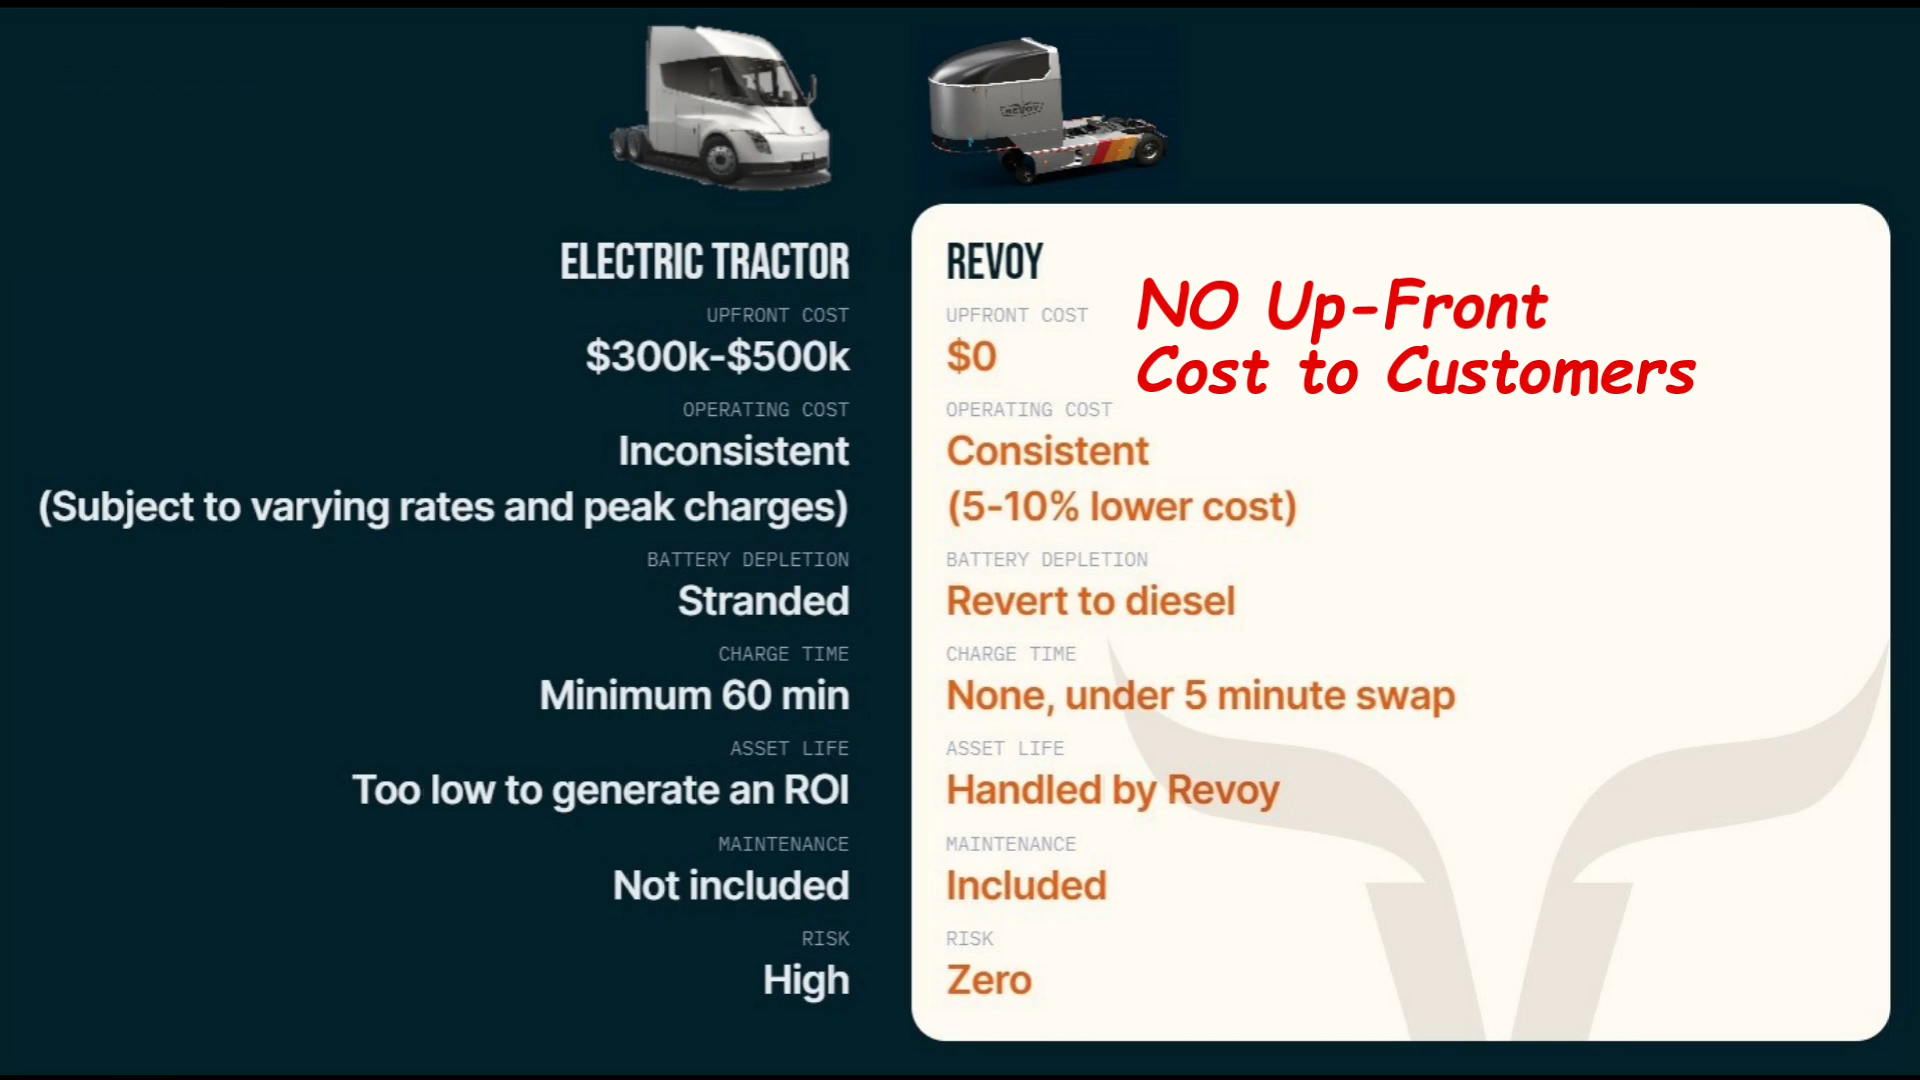 ELECTRIC TRACTOR
UPFRONT COST
$300k-$500k
OPERATING COST
Inconsistent
(Subject to varying rates and peak charges)
BATTERY DEPLETION
Stranded
CHARGE TIME
Minimum 60 min
ASSET LIFE
Too low to generate an ROI
MAINTENANCE
Not included
RISK
High
REVOY
UPFRONT COST
$0
NO Up-Front
Cost to Customers
OPERATING COST
Consistent
(5-10% lower cost)
BATTERY DEPLETION
Revert to diesel
CHARGE TIME
None, under 5 minute swap
ASSET LIFE
Handled by Revoy
MAINTENANCE
Included
RISK
Zero